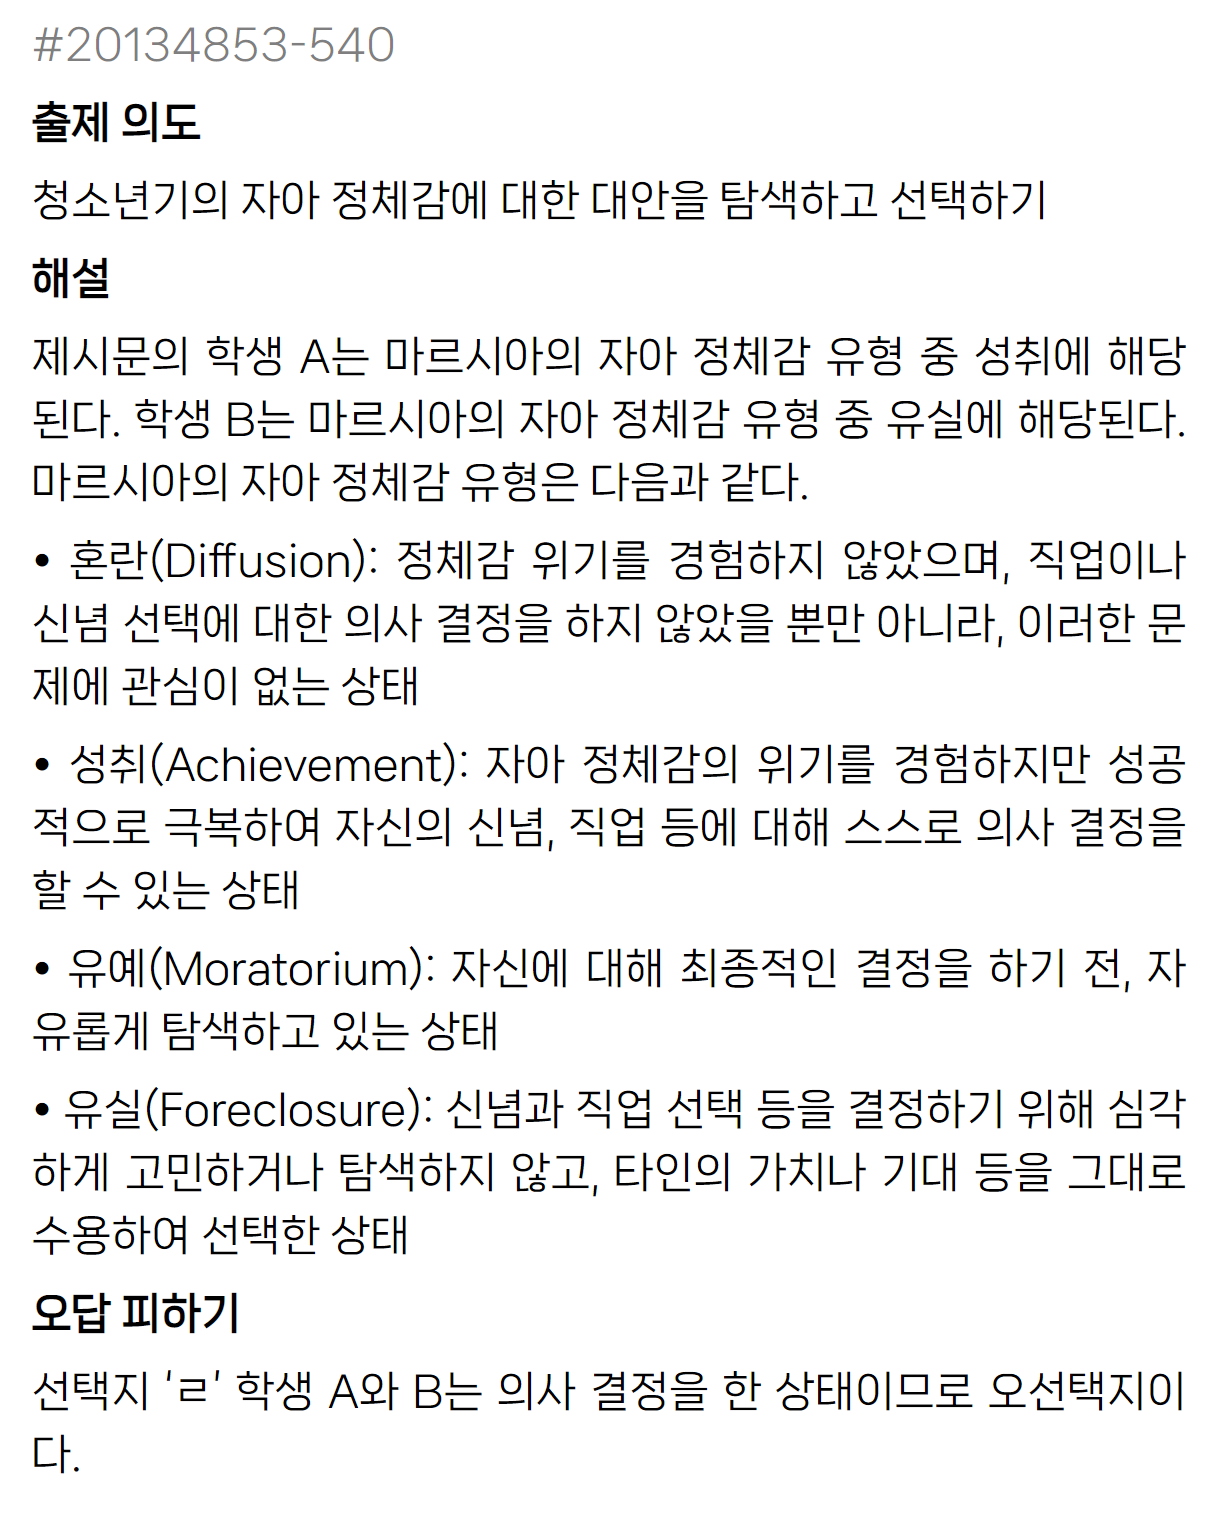 #20134853-540
출제 의도
청소년기의 자아 정체감에 대한 대안을 탐색하고 선택하기
해설
제시문의 학생 A는 마르시아의 자아 정체감 유형 중 성취에 해당
된다. 학생 B는 마르시아의 자아 정체감 유형 중 유실에 해당된다.
마르시아의 자아 정체감 유형은 다음과 같다.
• 혼란(Diffusion): 정체감 위기를 경험하지 않았으며, 직업이나
신념 선택에 대한 의사 결정을 하지 않았을 뿐만 아니라, 이러한 문
제에 관심이 없는 상태
• 성취(Achievement): 자아 정체감의 위기를 경험하지만 성공
적으로 극복하여 자신의 신념, 직업 등에 대해 스스로 의사 결정을
할 수 있는 상태
• 유예(Moratorium): 자신에 대해 최종적인 결정을 하기 전, 자
유롭게 탐색하고 있는 상태
• 유실(Foreclosure): 신념과 직업 선택 등을 결정하기 위해 심각
하게 고민하거나 탐색하지 않고, 타인의 가치나 기대 등을 그대로
수용하여 선택한 상태
오답 피하기
선택지 'ㄹ' 학생 A와 B는 의사 결정을 한 상태이므로 오선택지이
다.